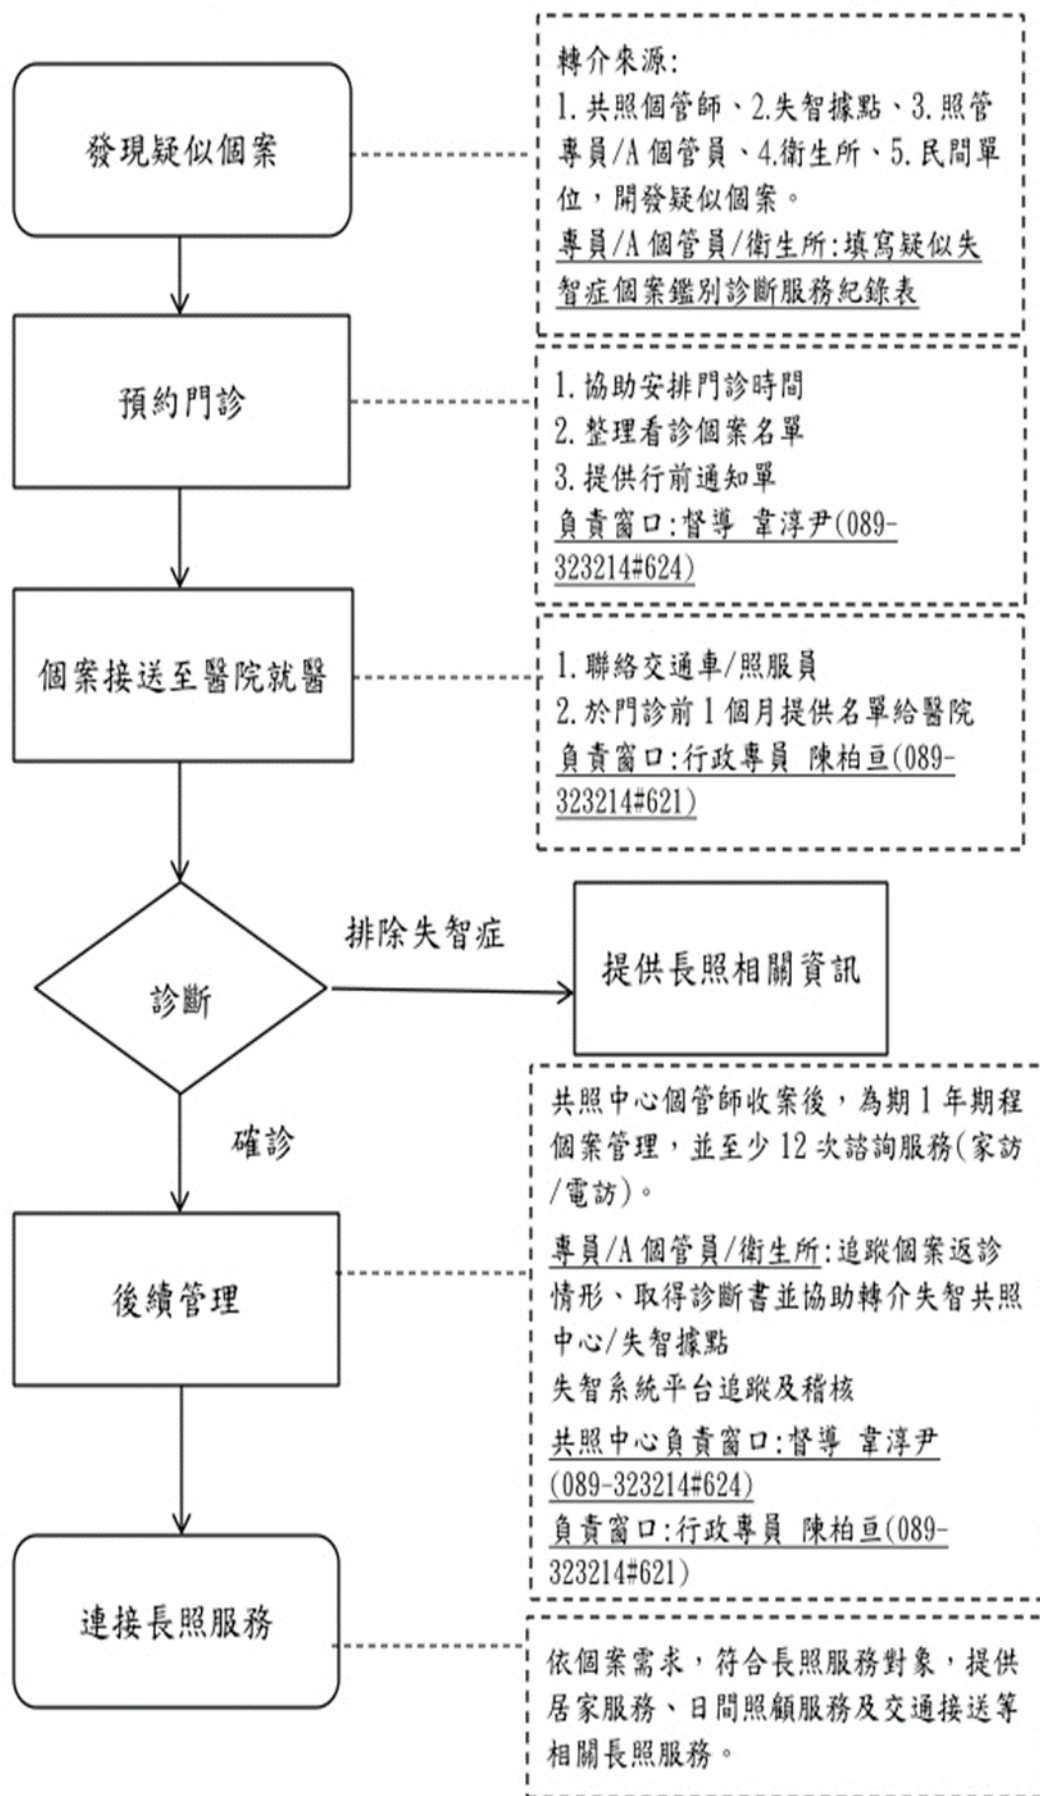 發現疑似個案
轉介來源:
1.共照個管師、2.失智據點、3.照管
專員/A個管員、4.衛生所、5.民間單
位，開發疑似個案。
專員/A個管員/衛生所:填寫疑似失
智症個案鑑別診斷服務紀錄表
預約門診
1.協助安排門診時間
2.整理看診個案名單
3.提供行前通知單
負責窗口:督導 韋淳尹(089-
323214#624)
個案接送至醫院就醫
1.聯絡交通車/照服員
2.於門診前1個月提供名單給醫院
負責窗口:行政專員 陳柏亘(089-
323214#621)
診斷
排除失智症
提供長照相關資訊
確診
後續管理
共照中心個管師收案後，為期1年期程
個案管理，並至少12次諮詢服務(家訪
/電訪)。
專員/A個管員/衛生所:追蹤個案返診
情形、取得診斷書並協助轉介失智共照
中心/失智據點
失智系統平台追蹤及稽核
共照中心負責窗口:督導 韋淳尹
(089-323214#624)
負責窗口:行政專員 陳柏亘(089-
323214#621)
連接長照服務
依個案需求，符合長照服務對象，提供
居家服務、日間照顧服務及交通接送等
相關長照服務。